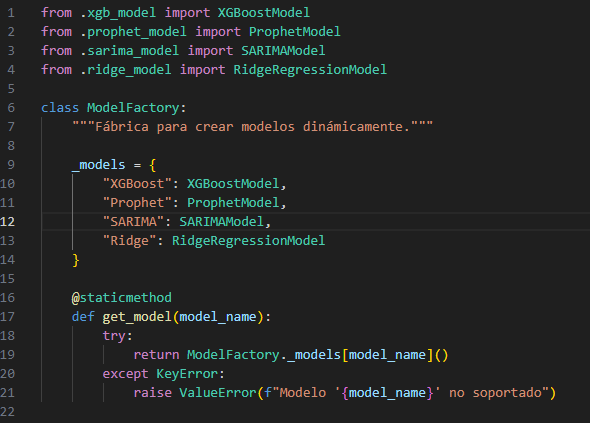 1 from .xgb_model import XGBoostModel
2 from .prophet_model import ProphetModel
3 from .sarima_model import SARIMAModel
4 from .ridge_model import RidgeRegressionModel
5
6 class ModelFactory:
7     """Fábrica para crear modelos dinámicamente."""
8
9     _models = {
10         "XGBoost": XGBoostModel,
11         "Prophet": ProphetModel,
12         "SARIMA": SARIMAModel,
13         "Ridge": RidgeRegressionModel
14     }
15
16     @staticmethod
17     def get_model(model_name):
18         try:
19             return ModelFactory._models[model_name]()
20         except KeyError:
21             raise ValueError(f"Modelo '{model_name}' no soportado")
22